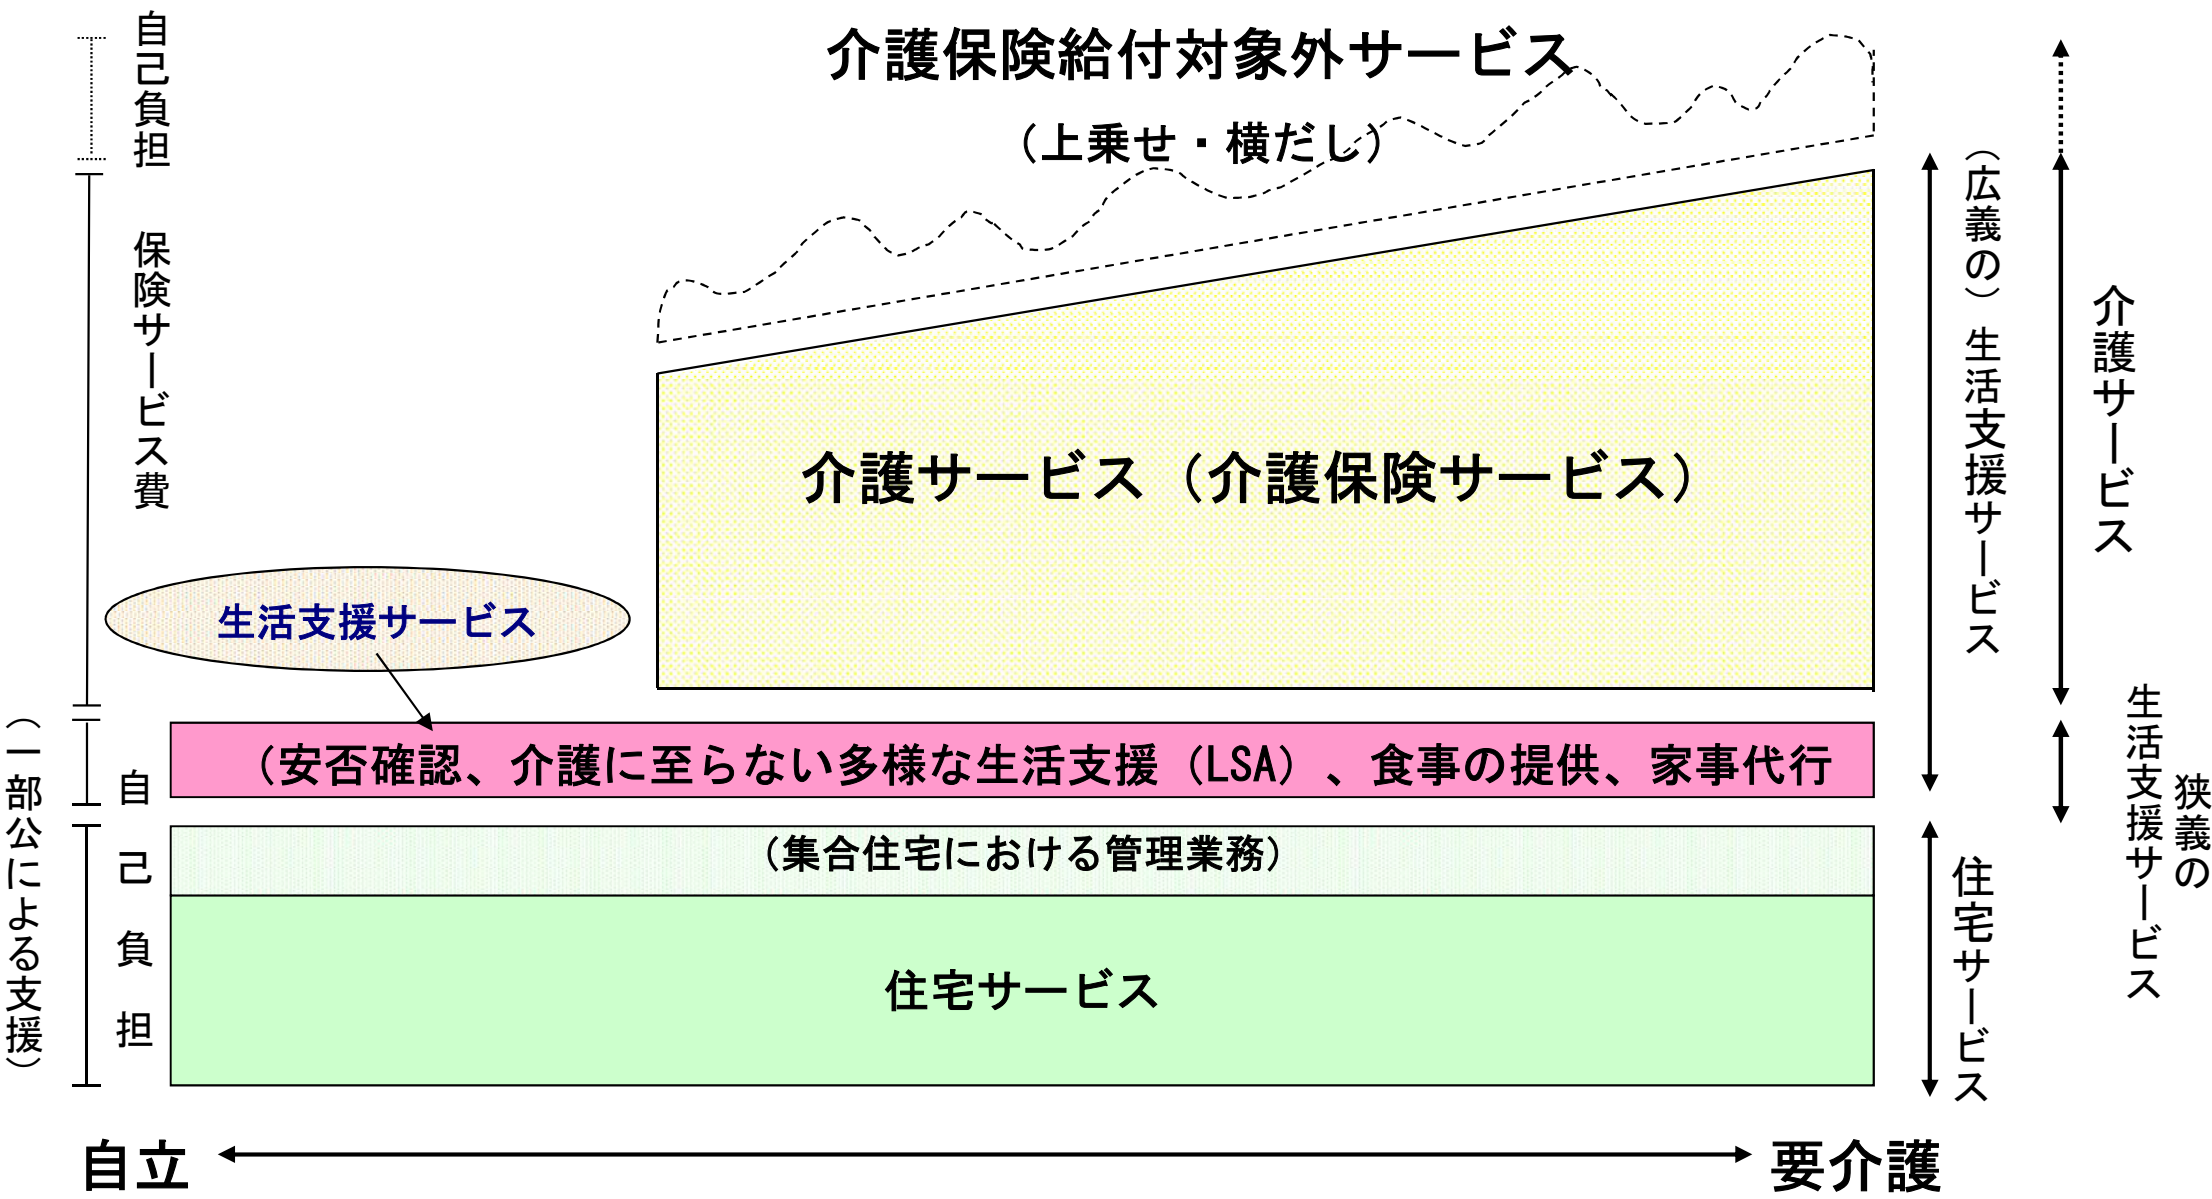 介護保険給付対象外サービス
（上乗せ・横だし）
自己負担
保険サービス費
介護サービス（介護保険サービス）
生活支援サービス
（安否確認、介護に至らない多様な生活支援（LSA）、食事の提供、家事代行
（集合住宅における管理業務）
住宅サービス
自己負担
（一部公による支援）
（広義の）生活支援サービス
介護サービス
狭義の
生活支援サービス
住宅サービス
自立
要介護